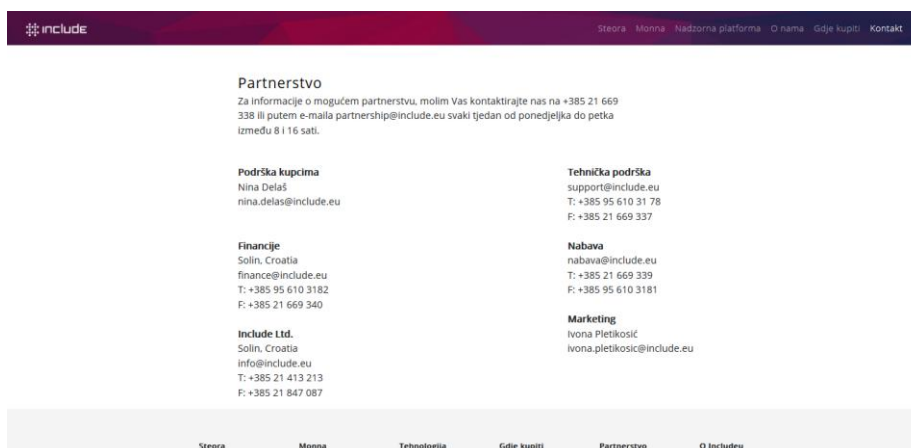 include
Steora Monna Nadzorna platforma O nama Gdje kupiti Kontakt
Partnerstvo
Za informacije o mogućem partnerstvu, molim Vas kontaktirajte nas na +385 21 669
338 ili putem e-maila partnership@include.eu svaki tjedan od ponedjeljka do petka
između 8 i 16 sati.
Podrška kupcima
Nina Delaš
nina.delas@include.eu
Tehnička podrška
support@include.eu
T: +385 95 610 31 78
F: +385 21 669 337
Financije
Solin, Croatia
finance@include.eu
T: +385 95 610 3182
F: +385 21 669 340
Nabava
nabava@include.eu
T: +385 21 669 339
F: +385 95 610 3181
Include Ltd.
Solin, Croatia
info@include.eu
T: +385 21 413 213
F: +385 21 847 087
Marketing
Ivona Pletikosić
ivona.pletikosic@include.eu
Steora Monna Tehnologija Gdje kupiti Partnerstvo O Includeu